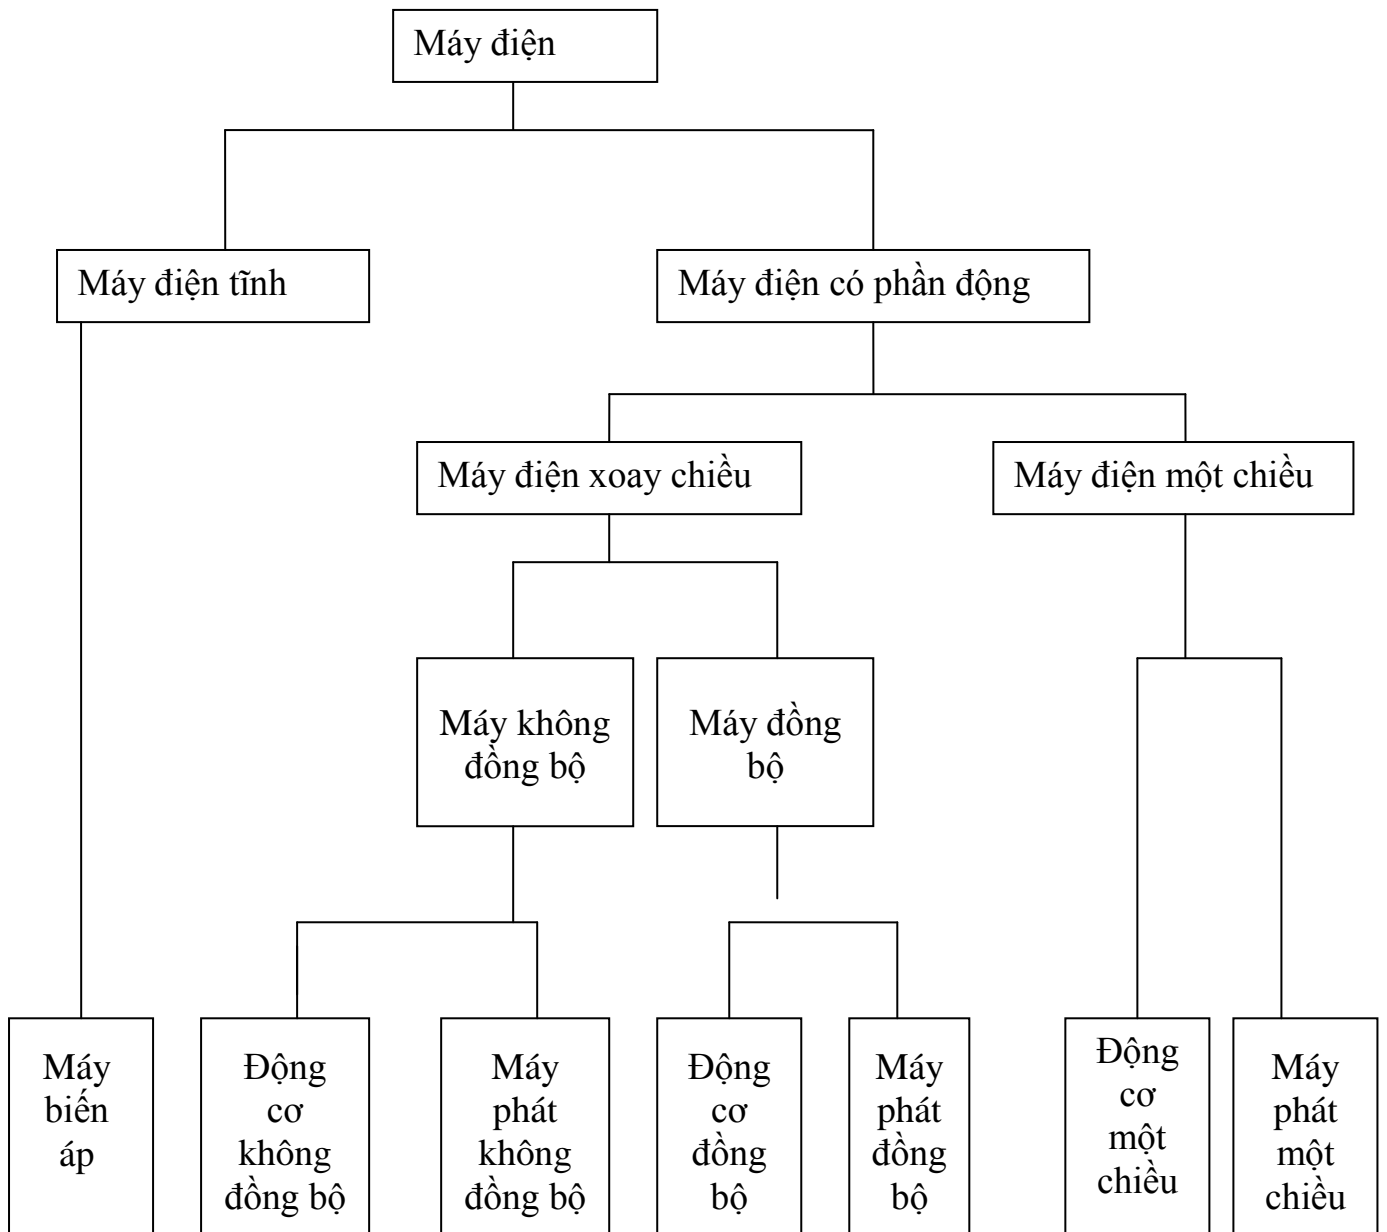 Máy điện
Máy điện tĩnh
Máy điện có phần động
Máy điện xoay chiều
Máy điện một chiều
Máy không
đồng bộ
Máy đồng
bộ
Máy
biến
áp
Động
cơ
không
đồng bộ
Máy
phát
không
đồng bộ
Động
cơ
đồng
bộ
Máy
phát
đồng
bộ
Động
cơ
một
chiều
Máy
phát
một
chiều